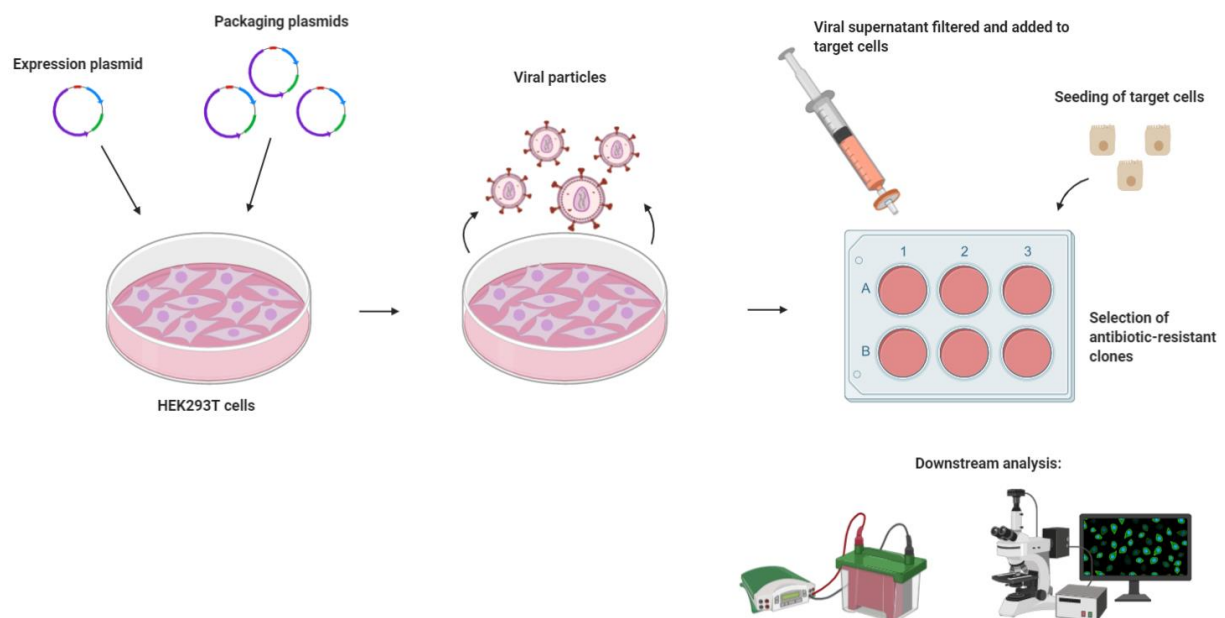 Packaging plasmids
Expression plasmid
Viral particles
Viral supernatant filtered and added to
target cells
Seeding of target cells
1 2 3
A
B
Selection of
antibiotic-resistant
clones
HEK293T cells
Downstream analysis: